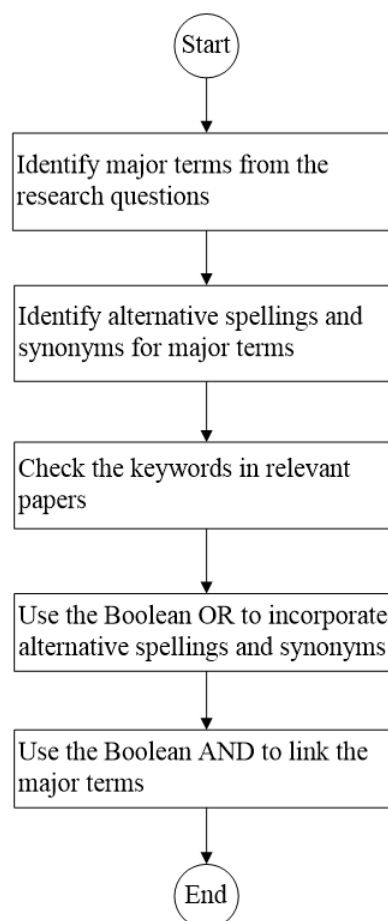 Start
Identify major terms from the
research questions
Identify alternative spellings and
synonyms for major terms
Check the keywords in relevant
papers
Use the Boolean OR to incorporate
alternative spellings and synonyms
Use the Boolean AND to link the
major terms
End